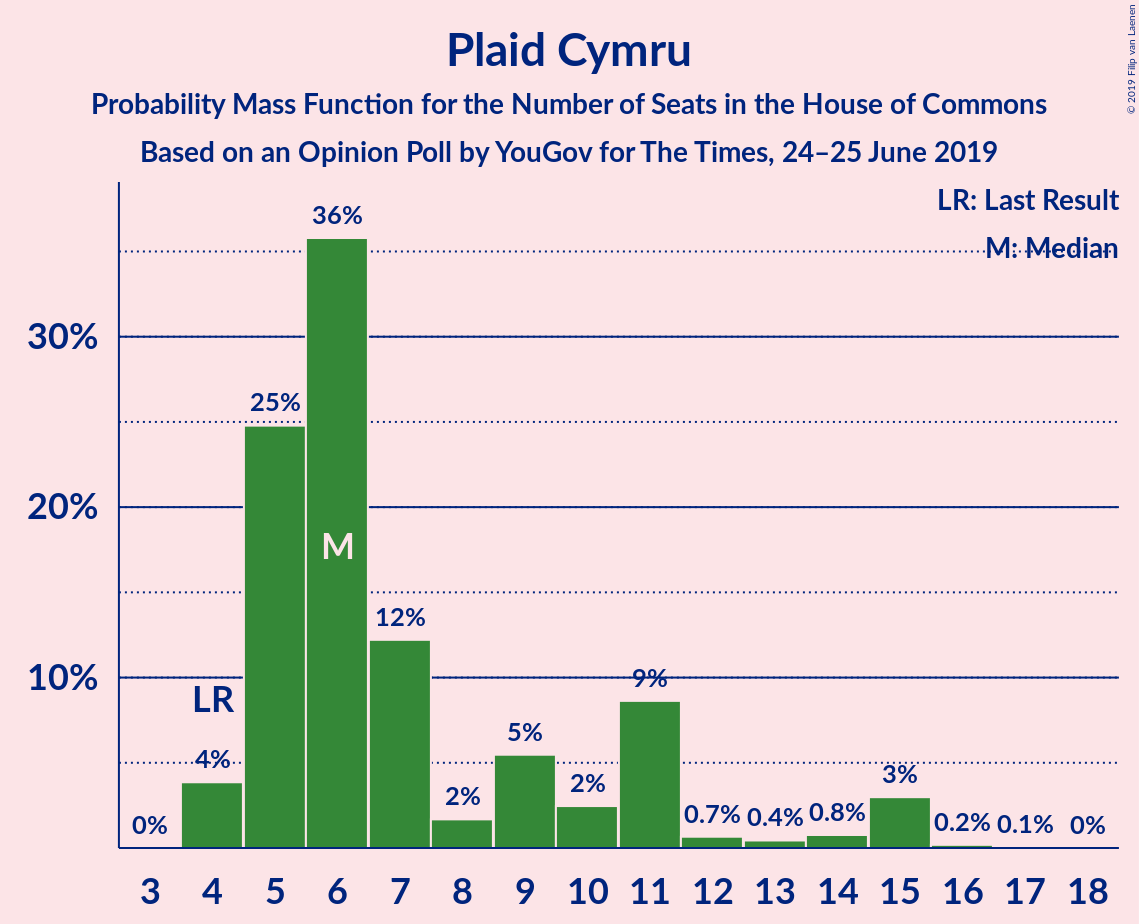 Plaid Cymru
Probability Mass Function for the Number of Seats in the House of Commons
Based on an Opinion Poll by YouGov for The Times, 24–25 June 2019
© 2019 Filip van Laenen
LR: Last Result
M: Median
36%
30%
25%
20%
M
12%
10%
9%
LR
5%
4%
3%
2%
2%
0%
0.7%
0.4%
0.8%
0.2%
0.1%
0%
3 4 5 6 7 8 9 10 11 12 13 14 15 16 17 18